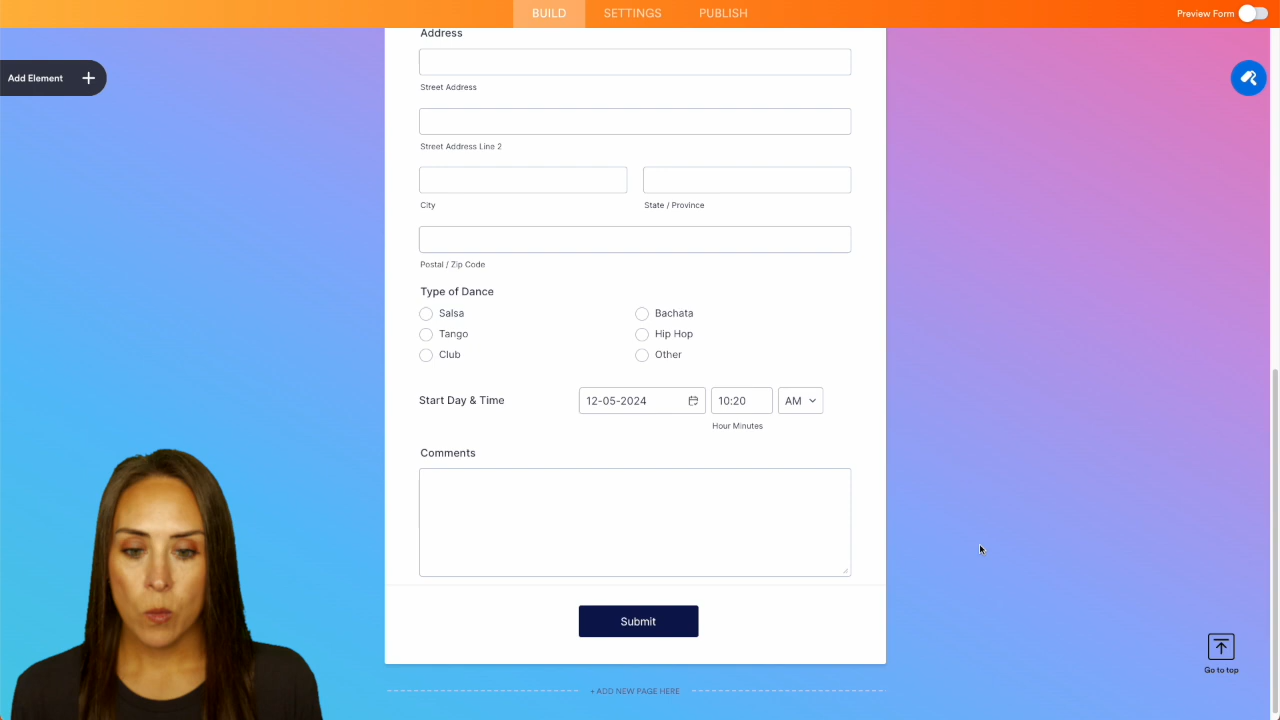 BUILD SETTINGS PUBLISH Preview Form
Add Element +
Address
Street Address
Street Address Line 2
City State / Province
Postal / Zip Code
Type of Dance
Salsa Bachata
Tango Hip Hop
Club Other
Start Day & Time 12-05-2024 10:20 AM
Hour Minutes
Comments
Submit
Go to top
+ ADD NEW PAGE HERE